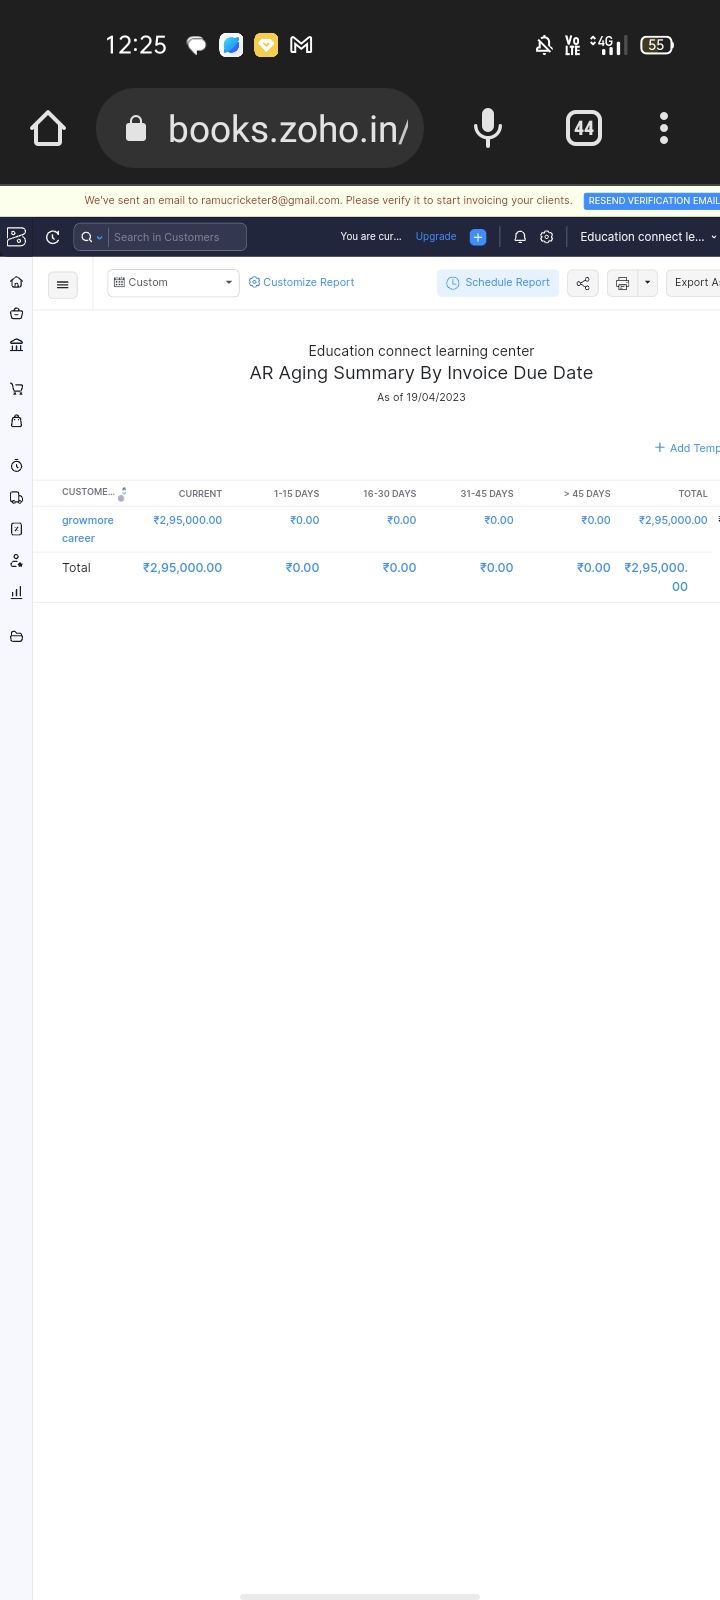 12:25
Vo LTE 4G 55
books.zoho.in/
44
We've sent an email to ramucricketer8@gmail.com. Please verify it to start invoicing your clients. RESEND VERIFICATION EMAIL
Search in Customers You are cur... Upgrade Education connect le...
Custom Customize Report Schedule Report Export As
Education connect learning center
AR Aging Summary By Invoice Due Date
As of 19/04/2023
+ Add Temp
CUSTOME... CURRENT 1-15 DAYS 16-30 DAYS 31-45 DAYS > 45 DAYS TOTAL
growmore career ₹2,95,000.00 ₹0.00 ₹0.00 ₹0.00 ₹0.00 ₹2,95,000.00
Total ₹2,95,000.00 ₹0.00 ₹0.00 ₹0.00 ₹0.00 ₹2,95,000.00